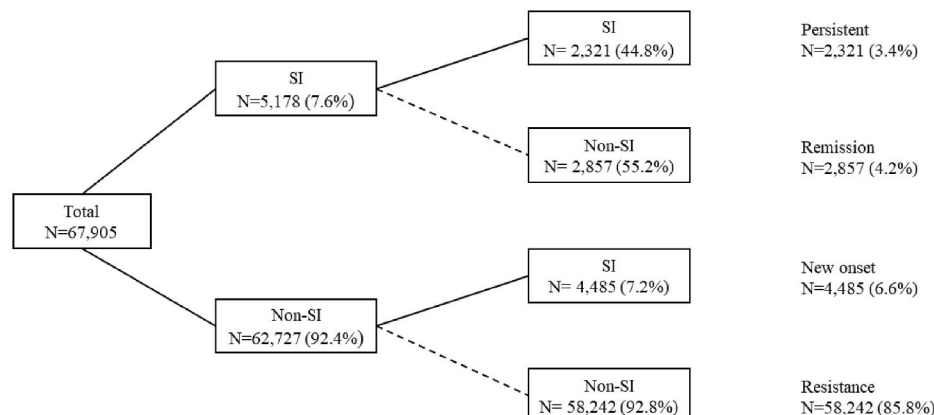 SI
N= 2,321 (44.8%)
Persistent
N=2,321 (3.4%)
SI
N=5,178 (7.6%)
Non-SI
N= 2,857 (55.2%)
Remission
N=2,857 (4.2%)
Total
N=67,905
SI
N= 4,485 (7.2%)
New onset
N=4,485 (6.6%)
Non-SI
N=62,727 (92.4%)
Non-SI
N= 58,242 (92.8%)
Resistance
N=58,242 (85.8%)